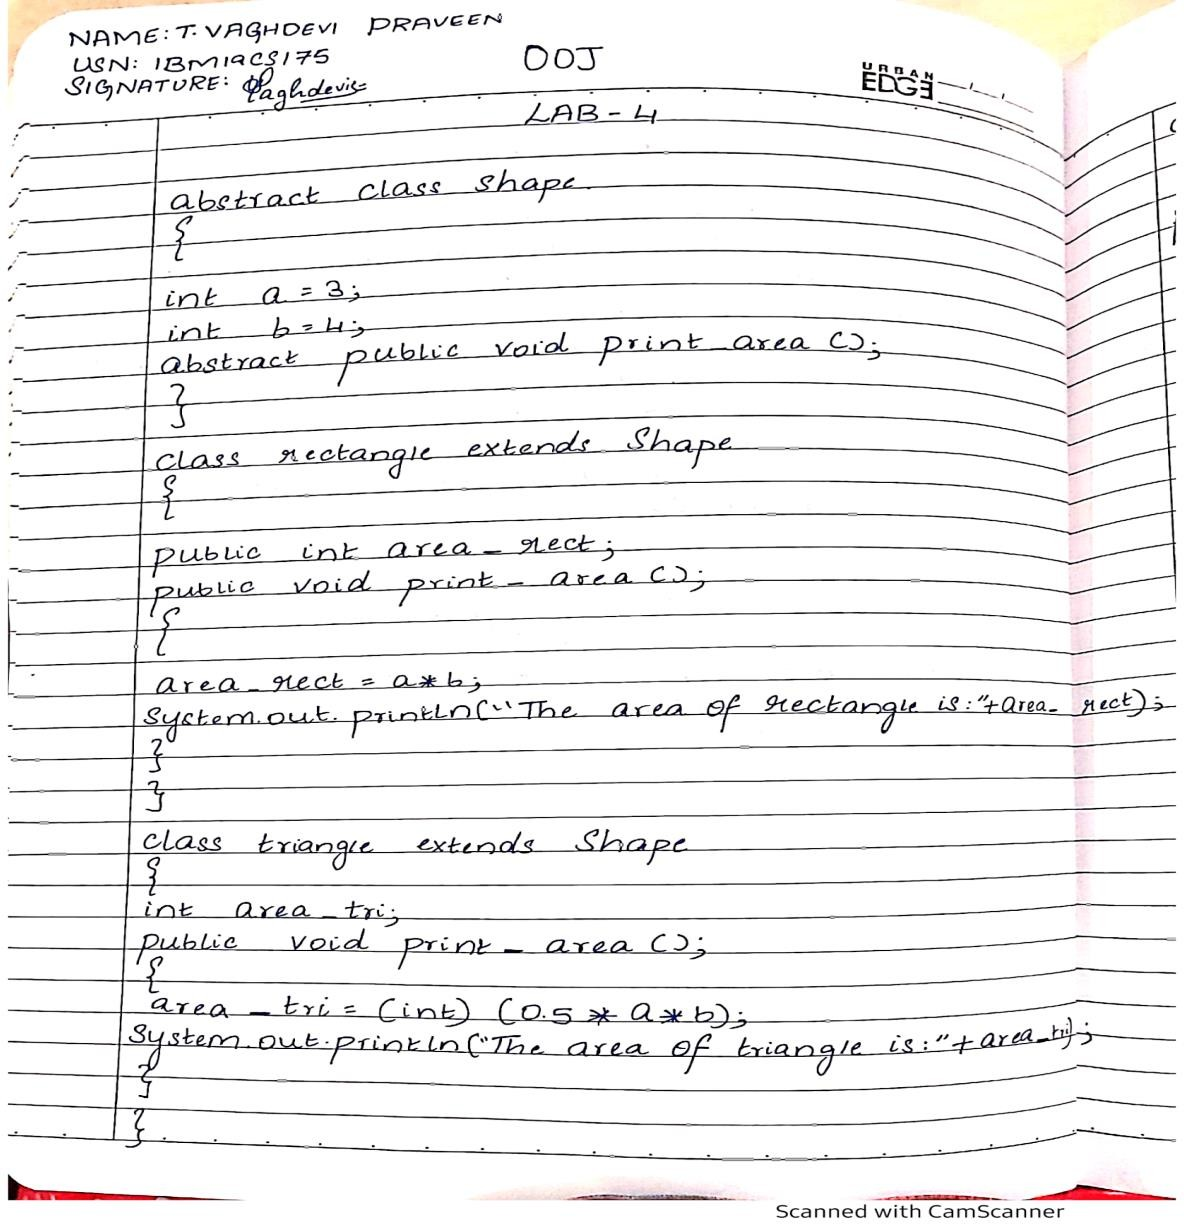 NAME: T. VAGHDEVI PRAVEEN
USN: 1BM19CS175
SIGNATURE: Vaghdevi
OOJ
URBAN
EDGE
LAB-4
abstract class shape
{
int a = 3;
int b = 4;
abstract public void print_area ();
}
class rectangle extends Shape
{
public int area_rect;
public void print_area ();
{
area_rect = a*b;
System.out.println("The area of rectangle is:"+area_rect);
}
}
class triangle extends Shape
{
int area_tri;
public void print_area ();
{
area_tri = (int) (0.5 * a*b);
System.out.println("The area of triangle is:"+area_tri);
}
}
Scanned with CamScanner